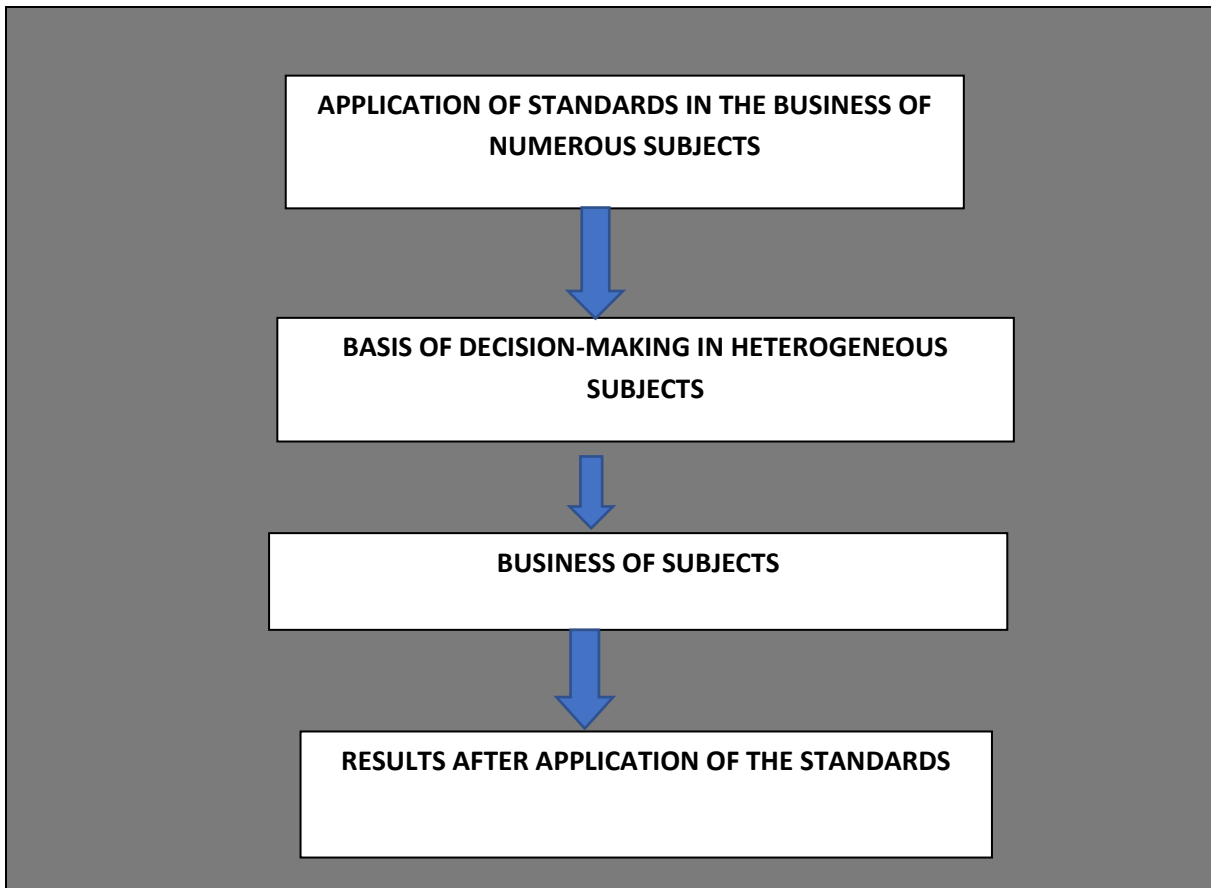 APPLICATION OF STANDARDS IN THE BUSINESS OF
NUMEROUS SUBJECTS
BASIS OF DECISION-MAKING IN HETEROGENEOUS
SUBJECTS
BUSINESS OF SUBJECTS
RESULTS AFTER APPLICATION OF THE STANDARDS